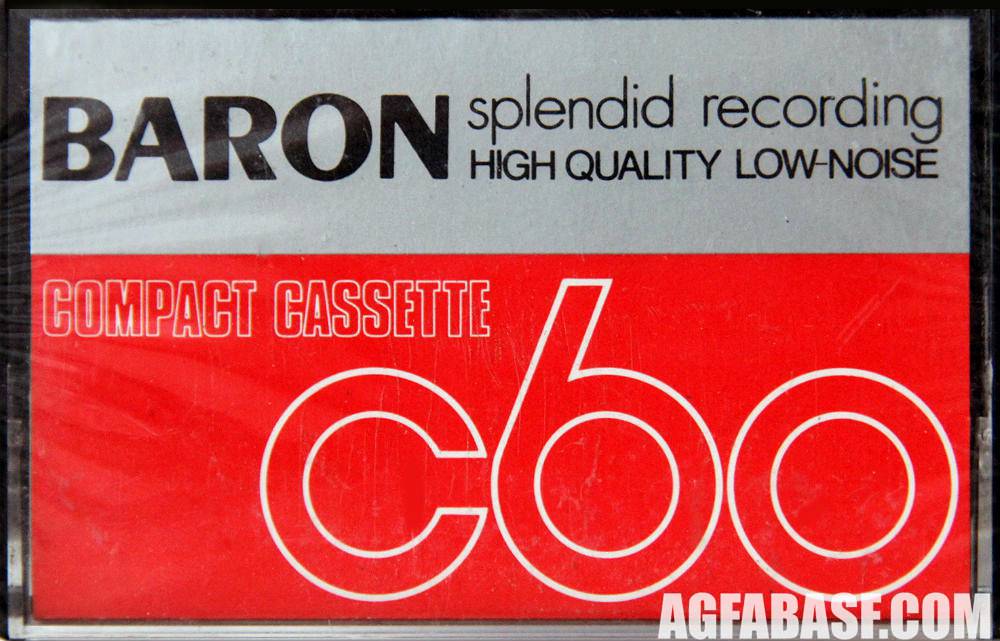 BARON
splendid recording
HIGH QUALITY LOW-NOISE
COMPACT CASSETTE
c60
AGFABASF.COM